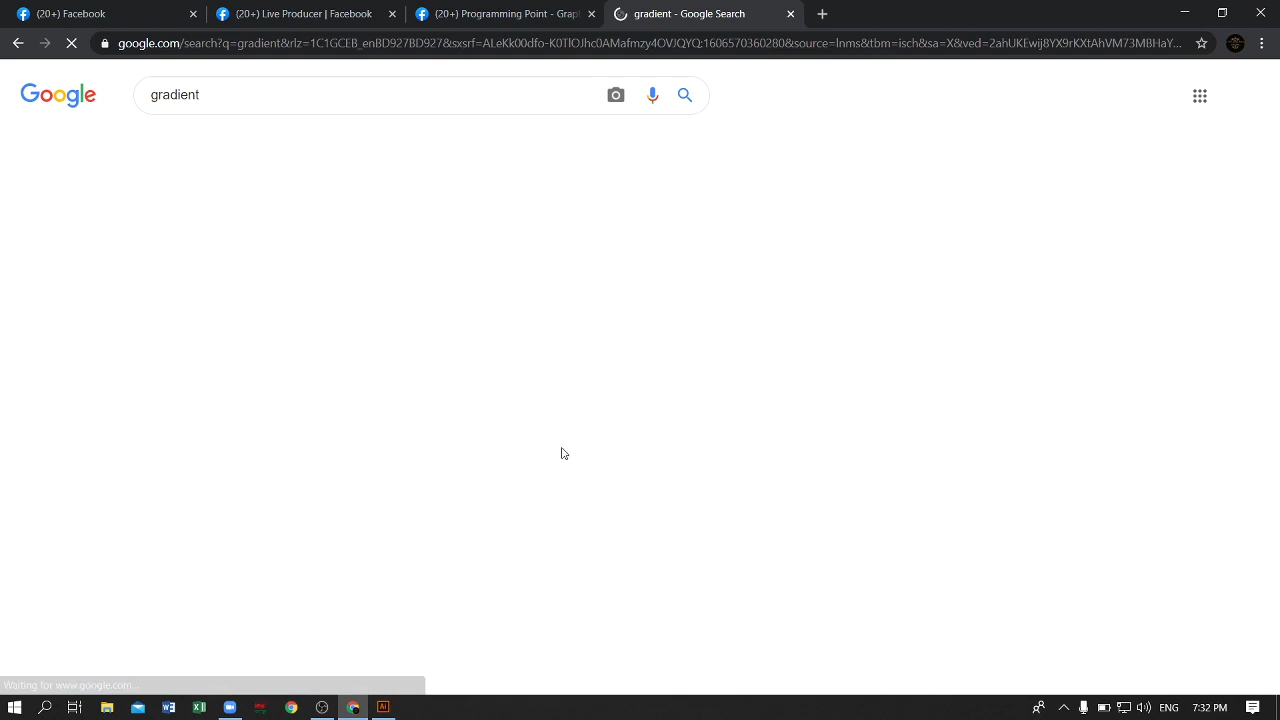 (20+) Facebook
(20+) Live Producer | Facebook
(20+) Programming Point - Grap
gradient - Google Search
google.com/search?q=gradient&rlz=1C1GCEB_enBD927BD927&sxsrf=ALeKk00dfo-K0TlOJhc0AMafmzy4OVJQYQ:1606570360280&source=lnms&tbm=isch&sa=X&ved=2ahUKEwij8YX9rKXtAhVM73MBHaY...
Google
gradient
Waiting for www.google.com...
ENG
7:32 PM